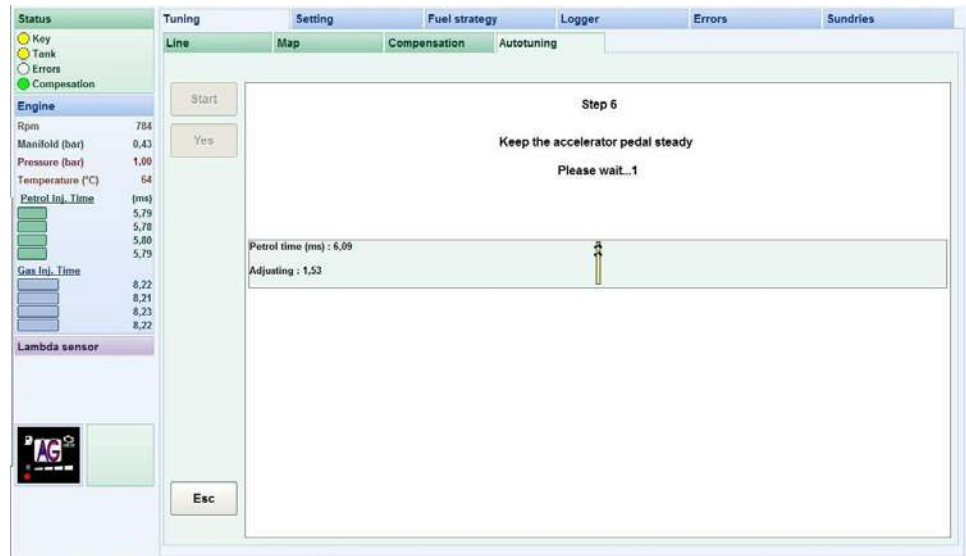 Status
Key
Tank
Errors
Compesation
Engine
Rpm 784
Manifold (bar) 0,43
Pressure (bar) 1,00
Temperature (°C) 64
Petrol Inj. Time (ms)
5,79
5,78
5,80
5,79
Gas Inj. Time
8,22
8,21
8,23
8,22
Lambda sensor
AG
Tuning Setting Fuel strategy Logger Errors Sundries
Line Map Compensation Autotuning
Start
Yes
Step 6
Keep the accelerator pedal steady
Please wait...1
Petrol time (ms) : 6,09
Adjusting : 1,53
Esc